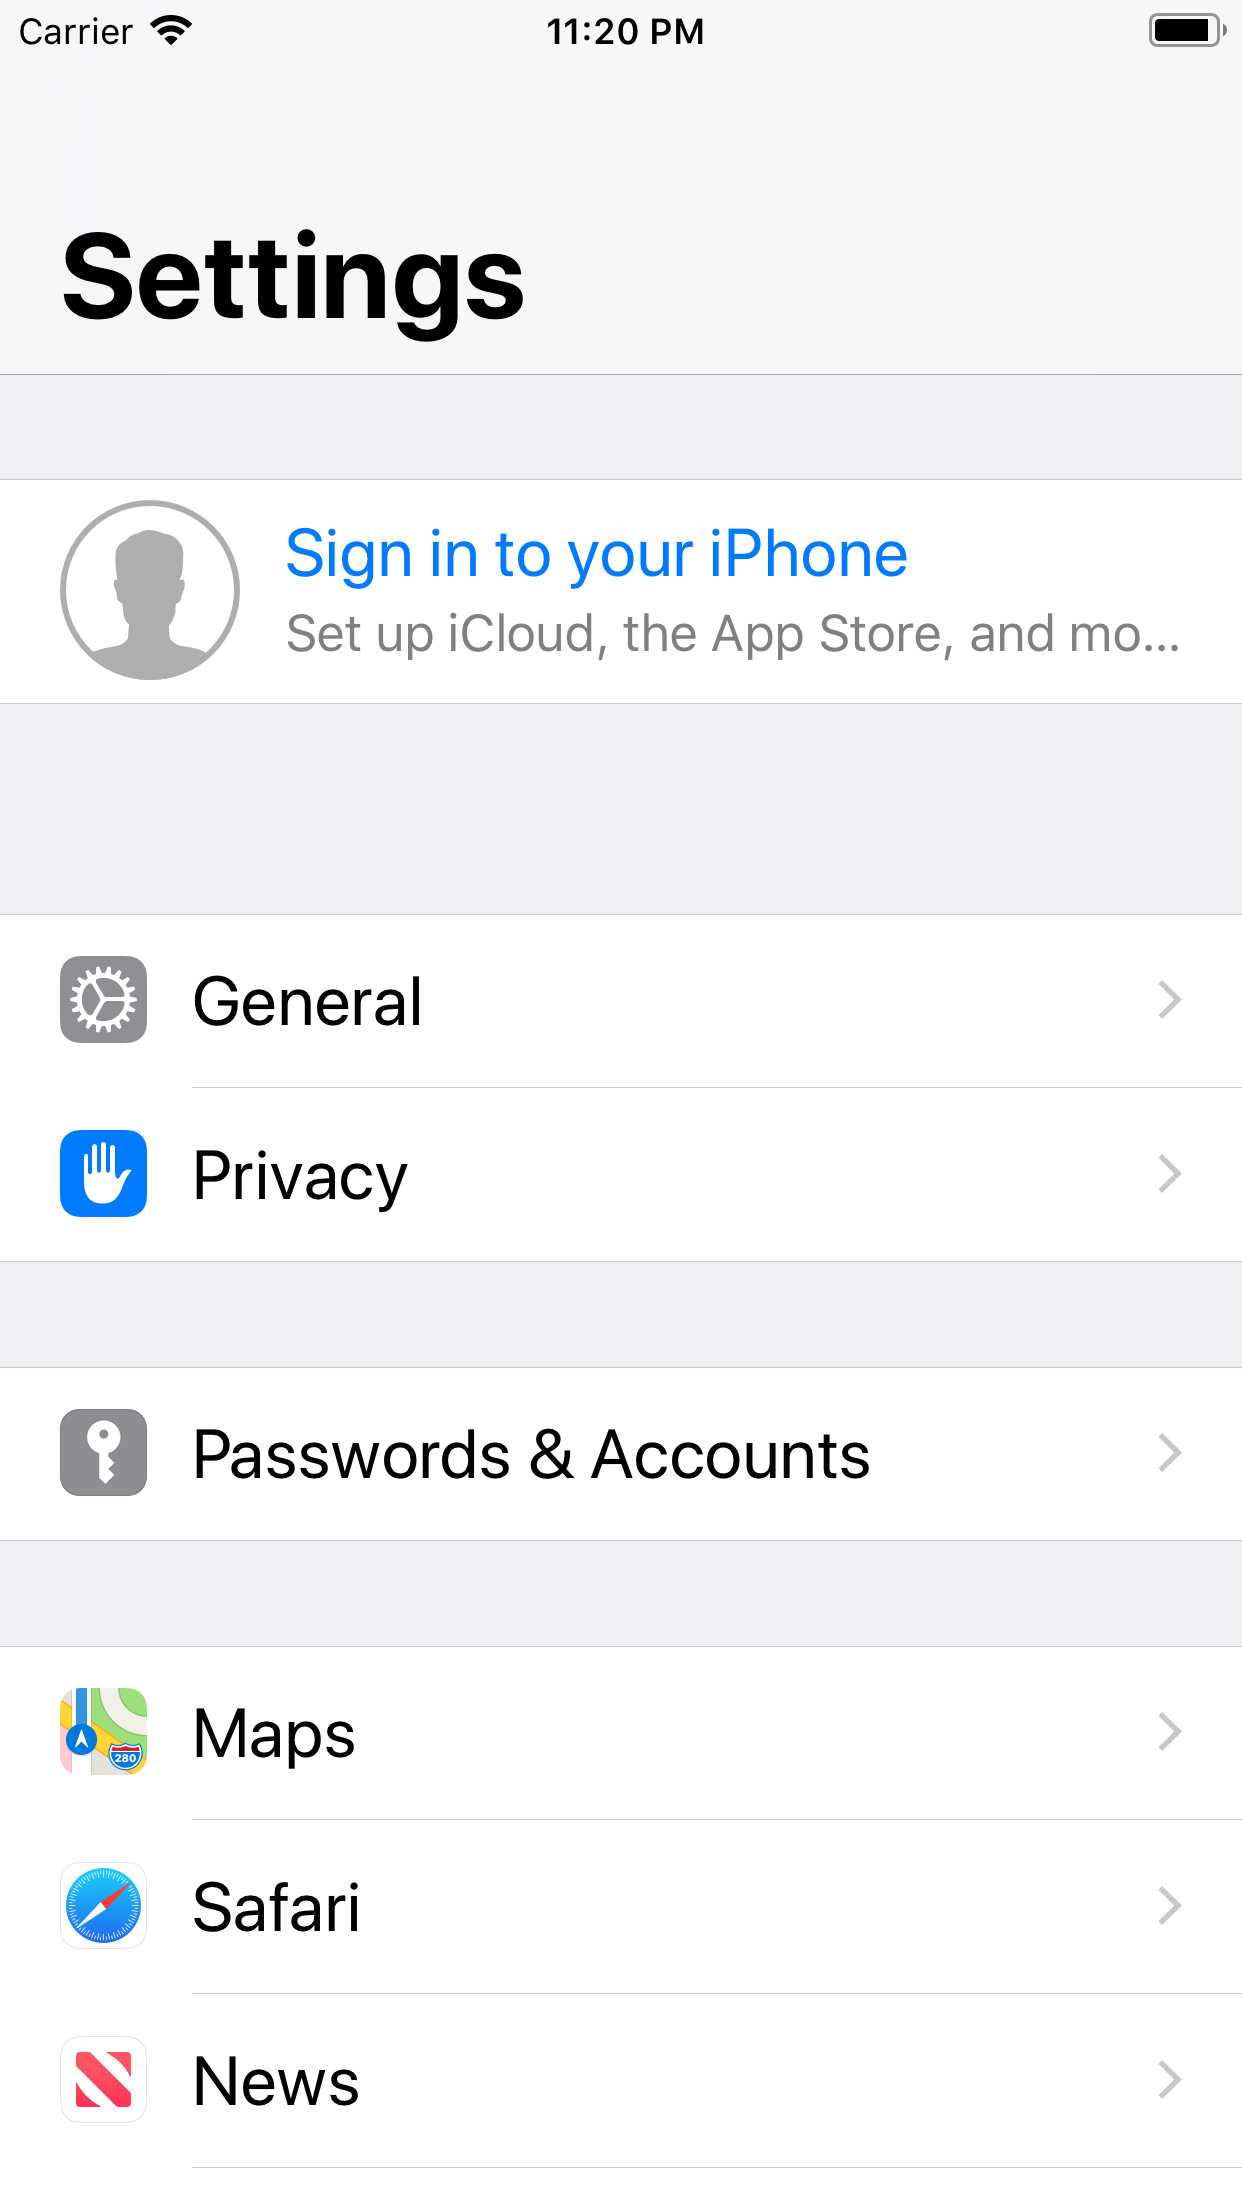 Carrier 11:20 PM
Settings
Sign in to your iPhone
Set up iCloud, the App Store, and mo...
General
Privacy
Passwords & Accounts
280
Maps
Safari
News